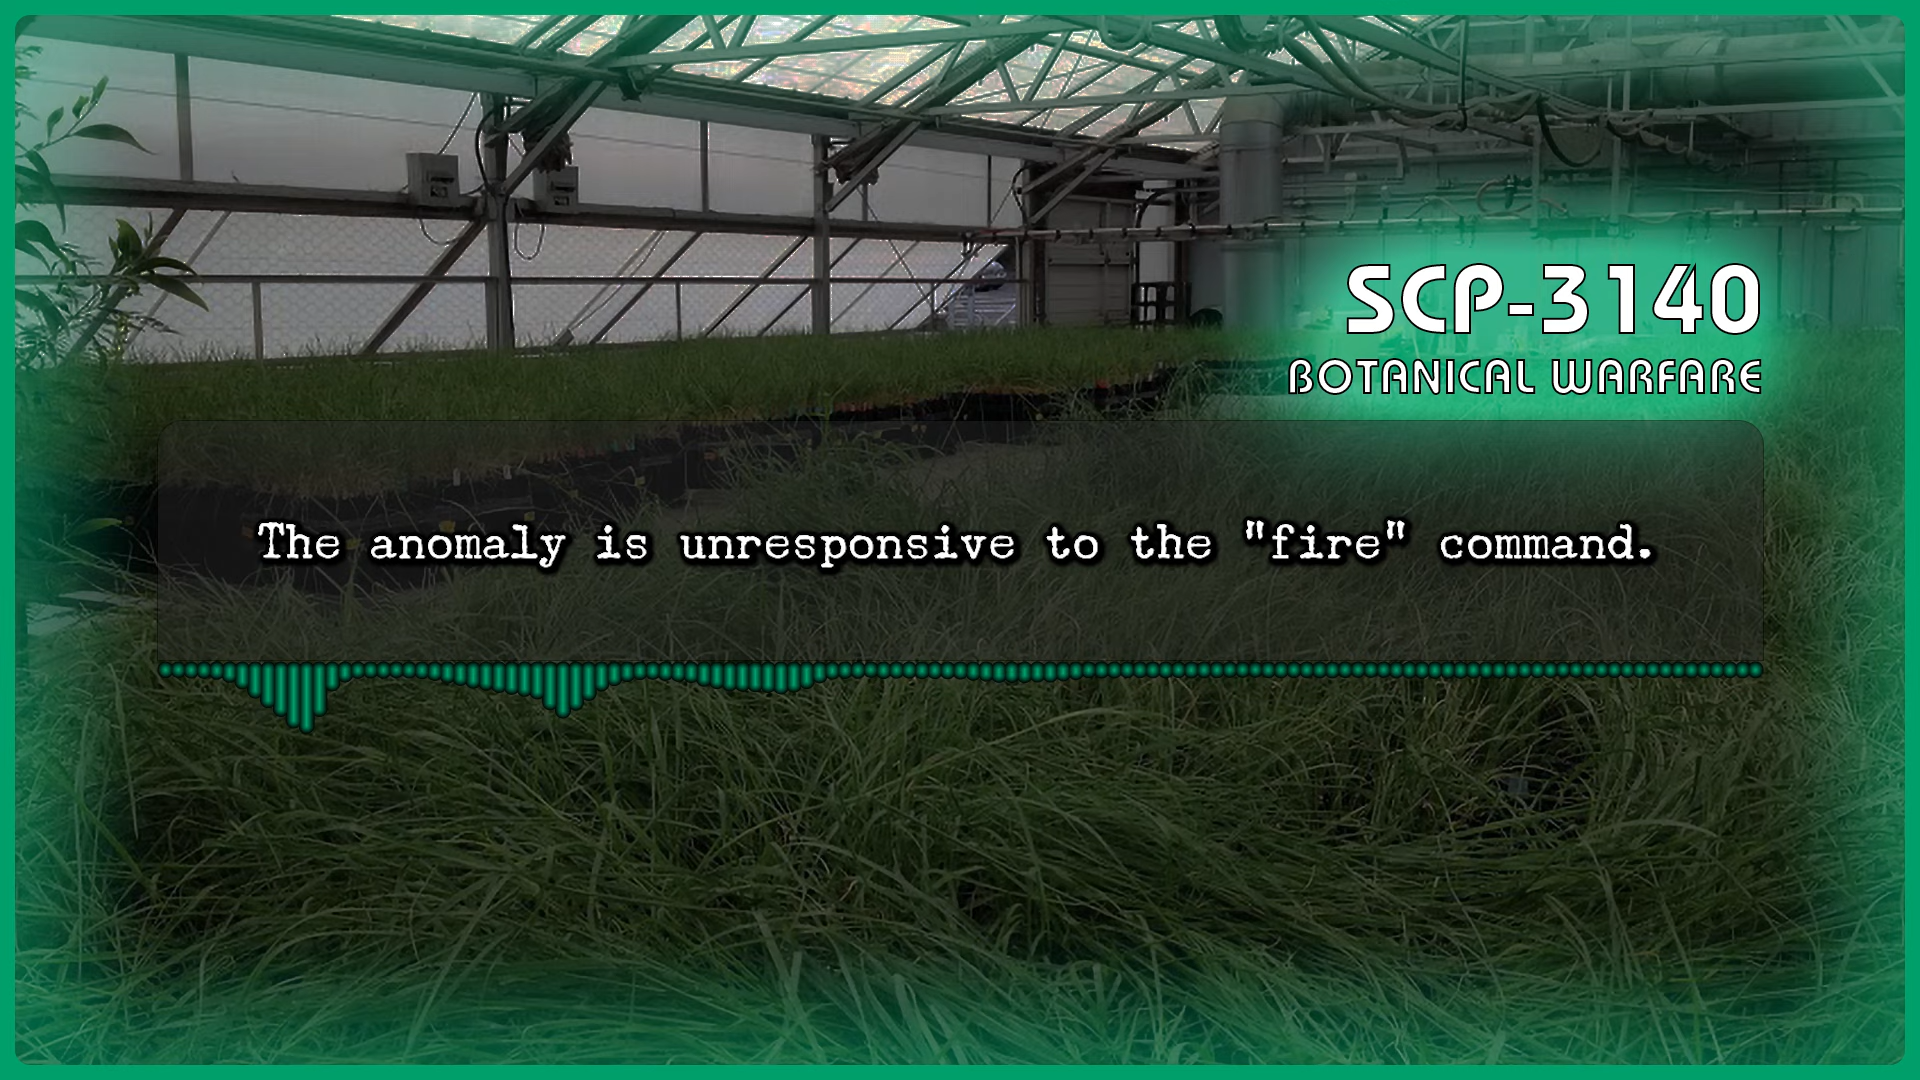 SCP-3140
BOTANICAL WARFARE
The anomaly is unresponsive to the "fire" command.